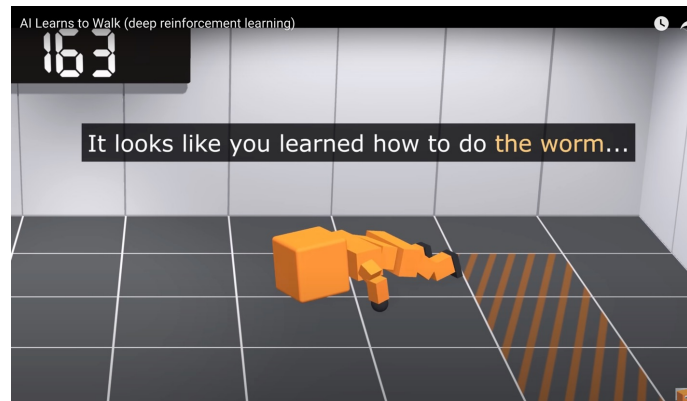 AI Learns to Walk (deep reinforcement learning)
163
It looks like you learned how to do the worm...